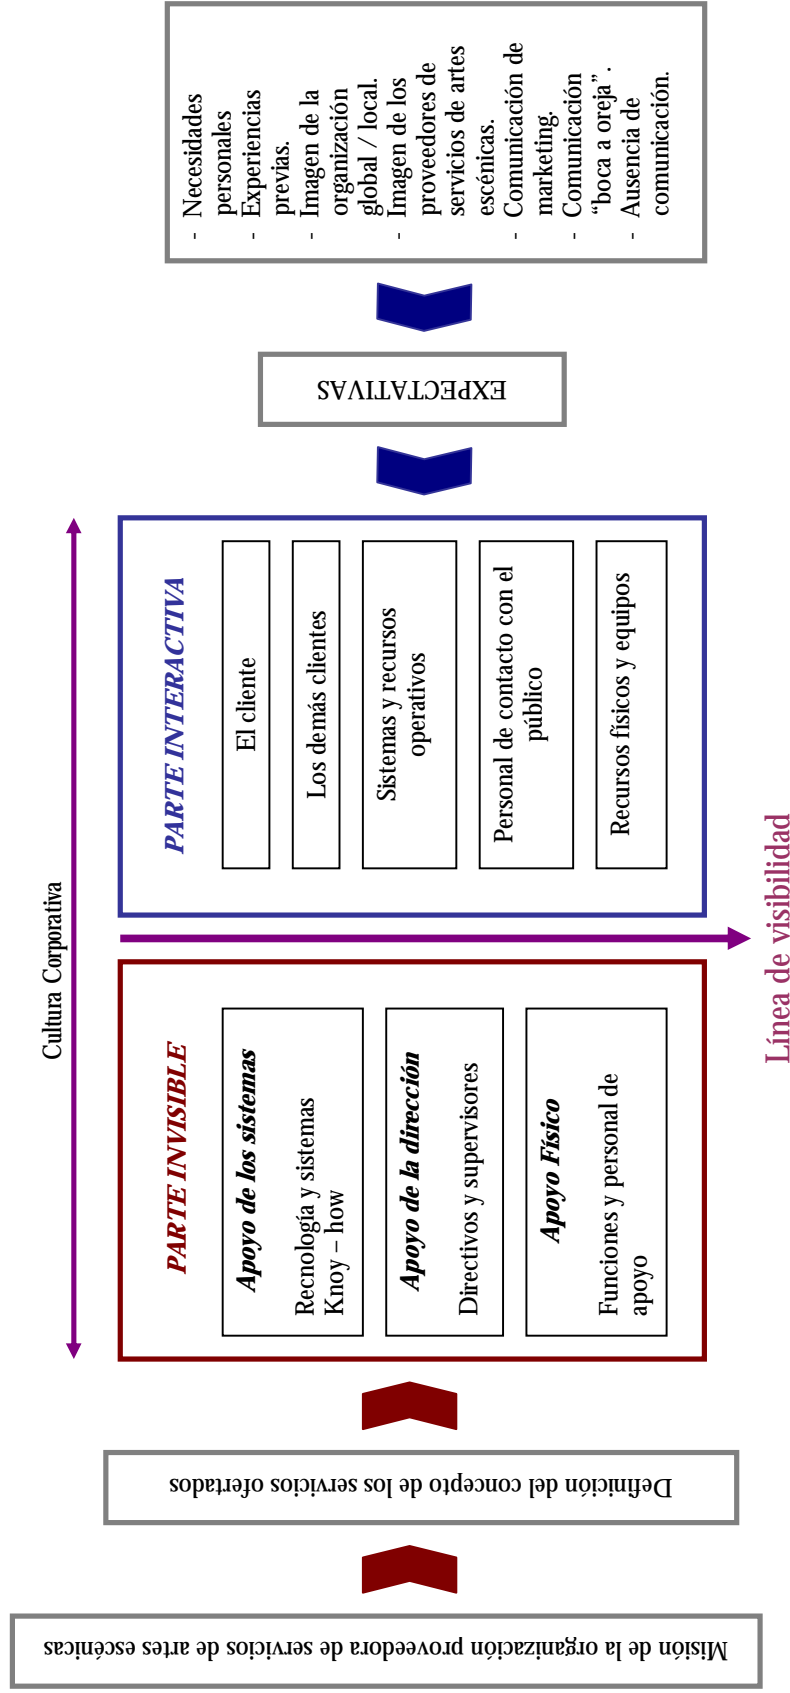 Cultura Corporativa
Misión de la organización proveedora de servicios de artes escénicas
Definición del concepto de los servicios ofertados
PARTE INVISIBLE
Apoyo de los sistemas
Recnología y sistemas
Knoy – how
Apoyo de la dirección
Directivos y supervisores
Apoyo Físico
Funciones y personal de
apoyo
Línea de visibilidad
PARTE INTERACTIVA
El cliente
Los demás clientes
Sistemas y recursos
operativos
Personal de contacto con el
público
Recursos físicos y equipos
EXPECTATIVAS
- Necesidades
personales
- Experiencias
previas.
- Imagen de la
organización
global / local.
- Imagen de los
proveedores de
servicios de artes
escénicas.
- Comunicación de
marketing.
- Comunicación
“boca a oreja” .
- Ausencia de
comunicación.